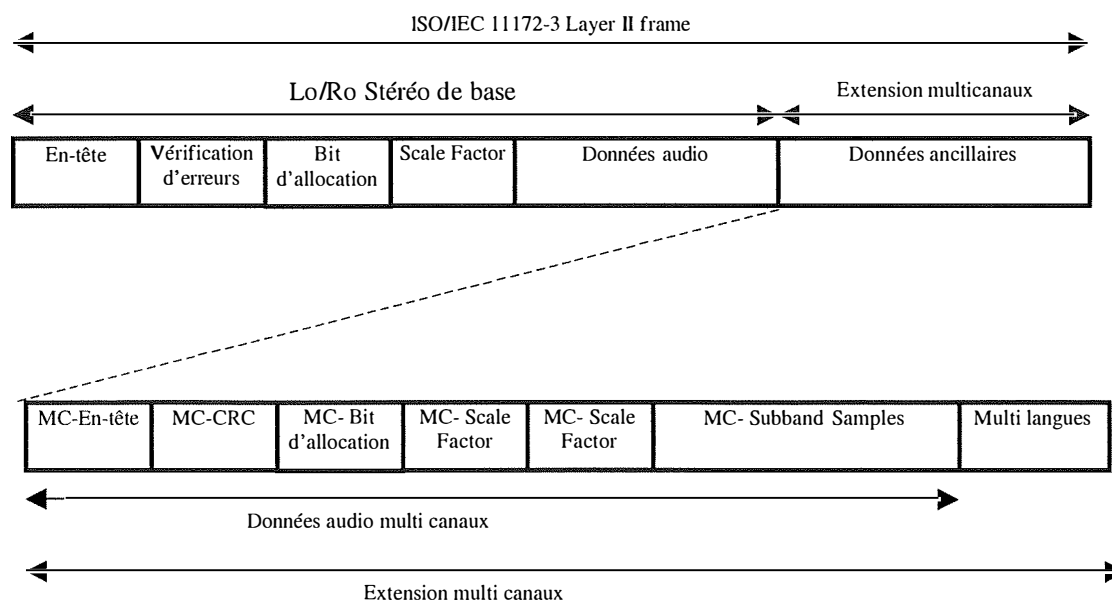 ISO/IEC 11172-3 Layer II frame
Lo/Ro Stéréo de base
Extension multicanaux
En-tête
Vérification
d'erreurs
Bit
d'allocation
Scale Factor
Données audio
Données ancillaires
MC-En-tête
MC-CRC
MC- Bit
d'allocation
MC- Scale
Factor
MC- Scale
Factor
MC- Subband Samples
Multi langues
Données audio multi canaux
Extension multi canaux